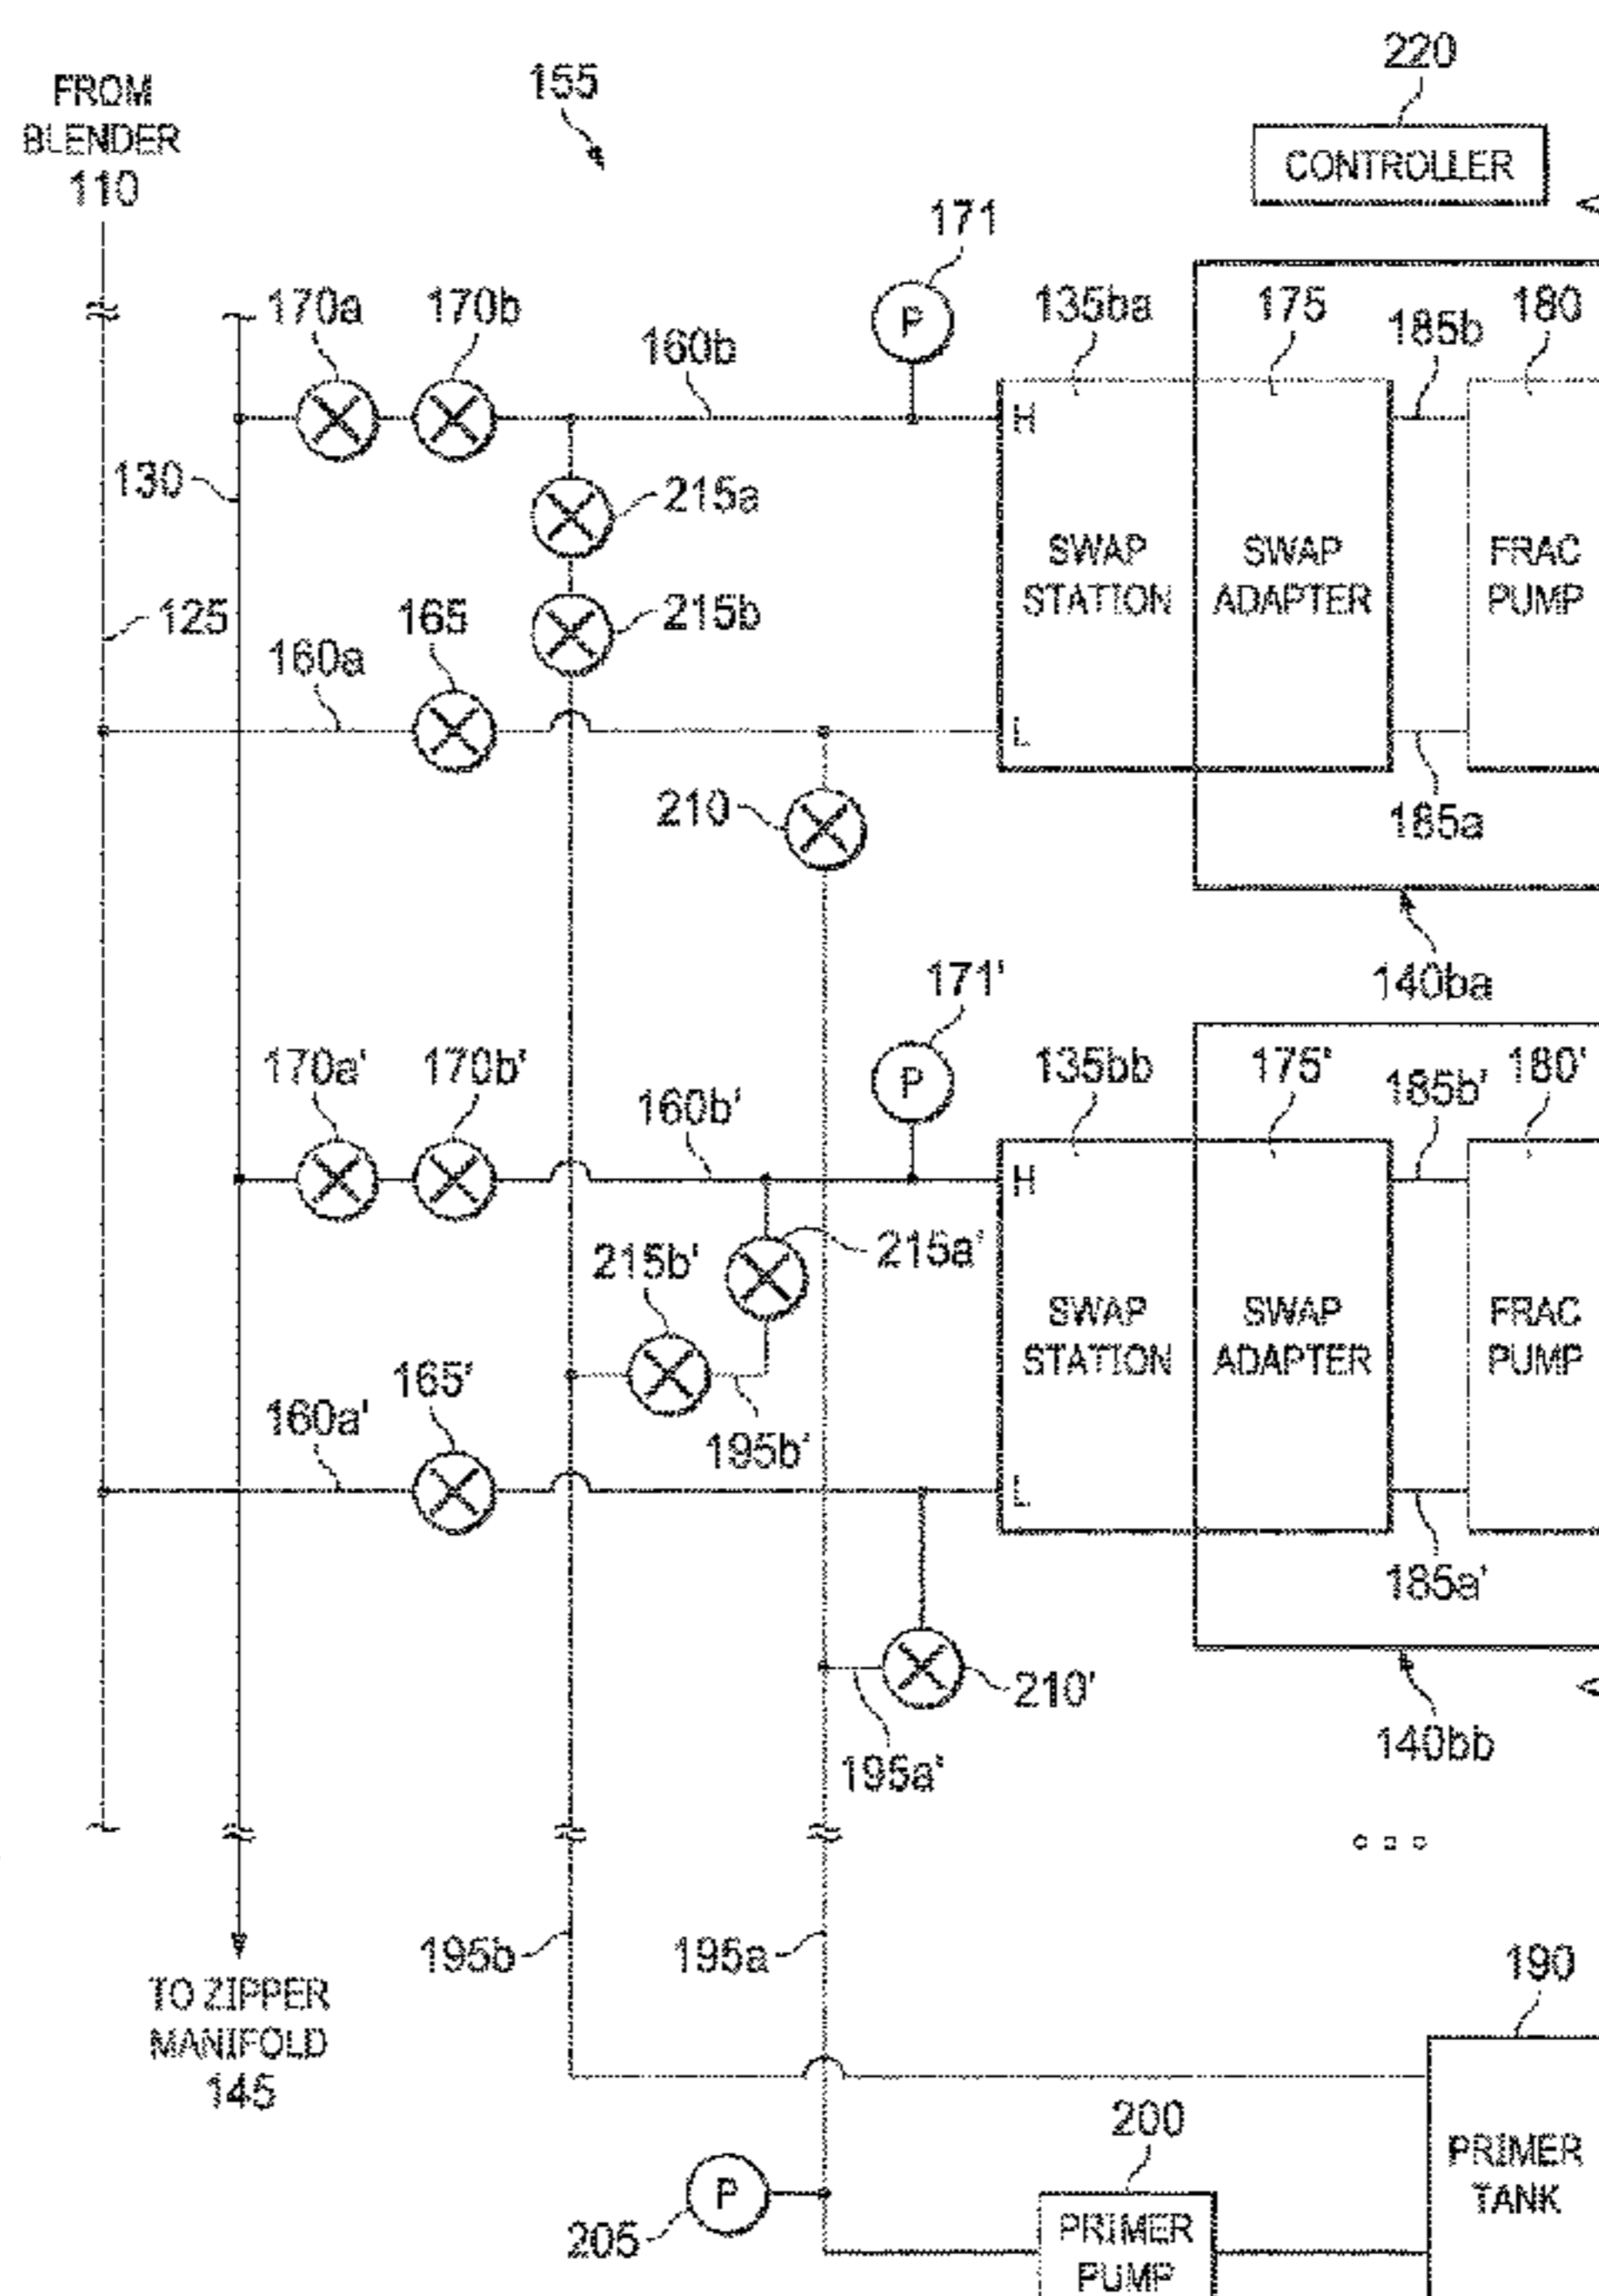 FROM
BLENDER
110
155
220
CONTROLLER
171
170a
170b
160b
P
135ba
175
185b
180
H
130
215a
SWAP
STATION
SWAP
ADAPTER
FRAC
PUMP
125
165
215b
160a
L
210
185a
140ba
171'
170a'
170b'
160b'
P
135bb
175'
185b'
180'
H
215b'
215a'
SWAP
STATION
SWAP
ADAPTER
FRAC
PUMP
165'
160a'
195b'
L
185a'
210'
140bb
195a'
195b
195a
190
TO ZIPPER
MANIFOLD
145
200
PRIMER
TANK
P
205
PRIMER
PUMP